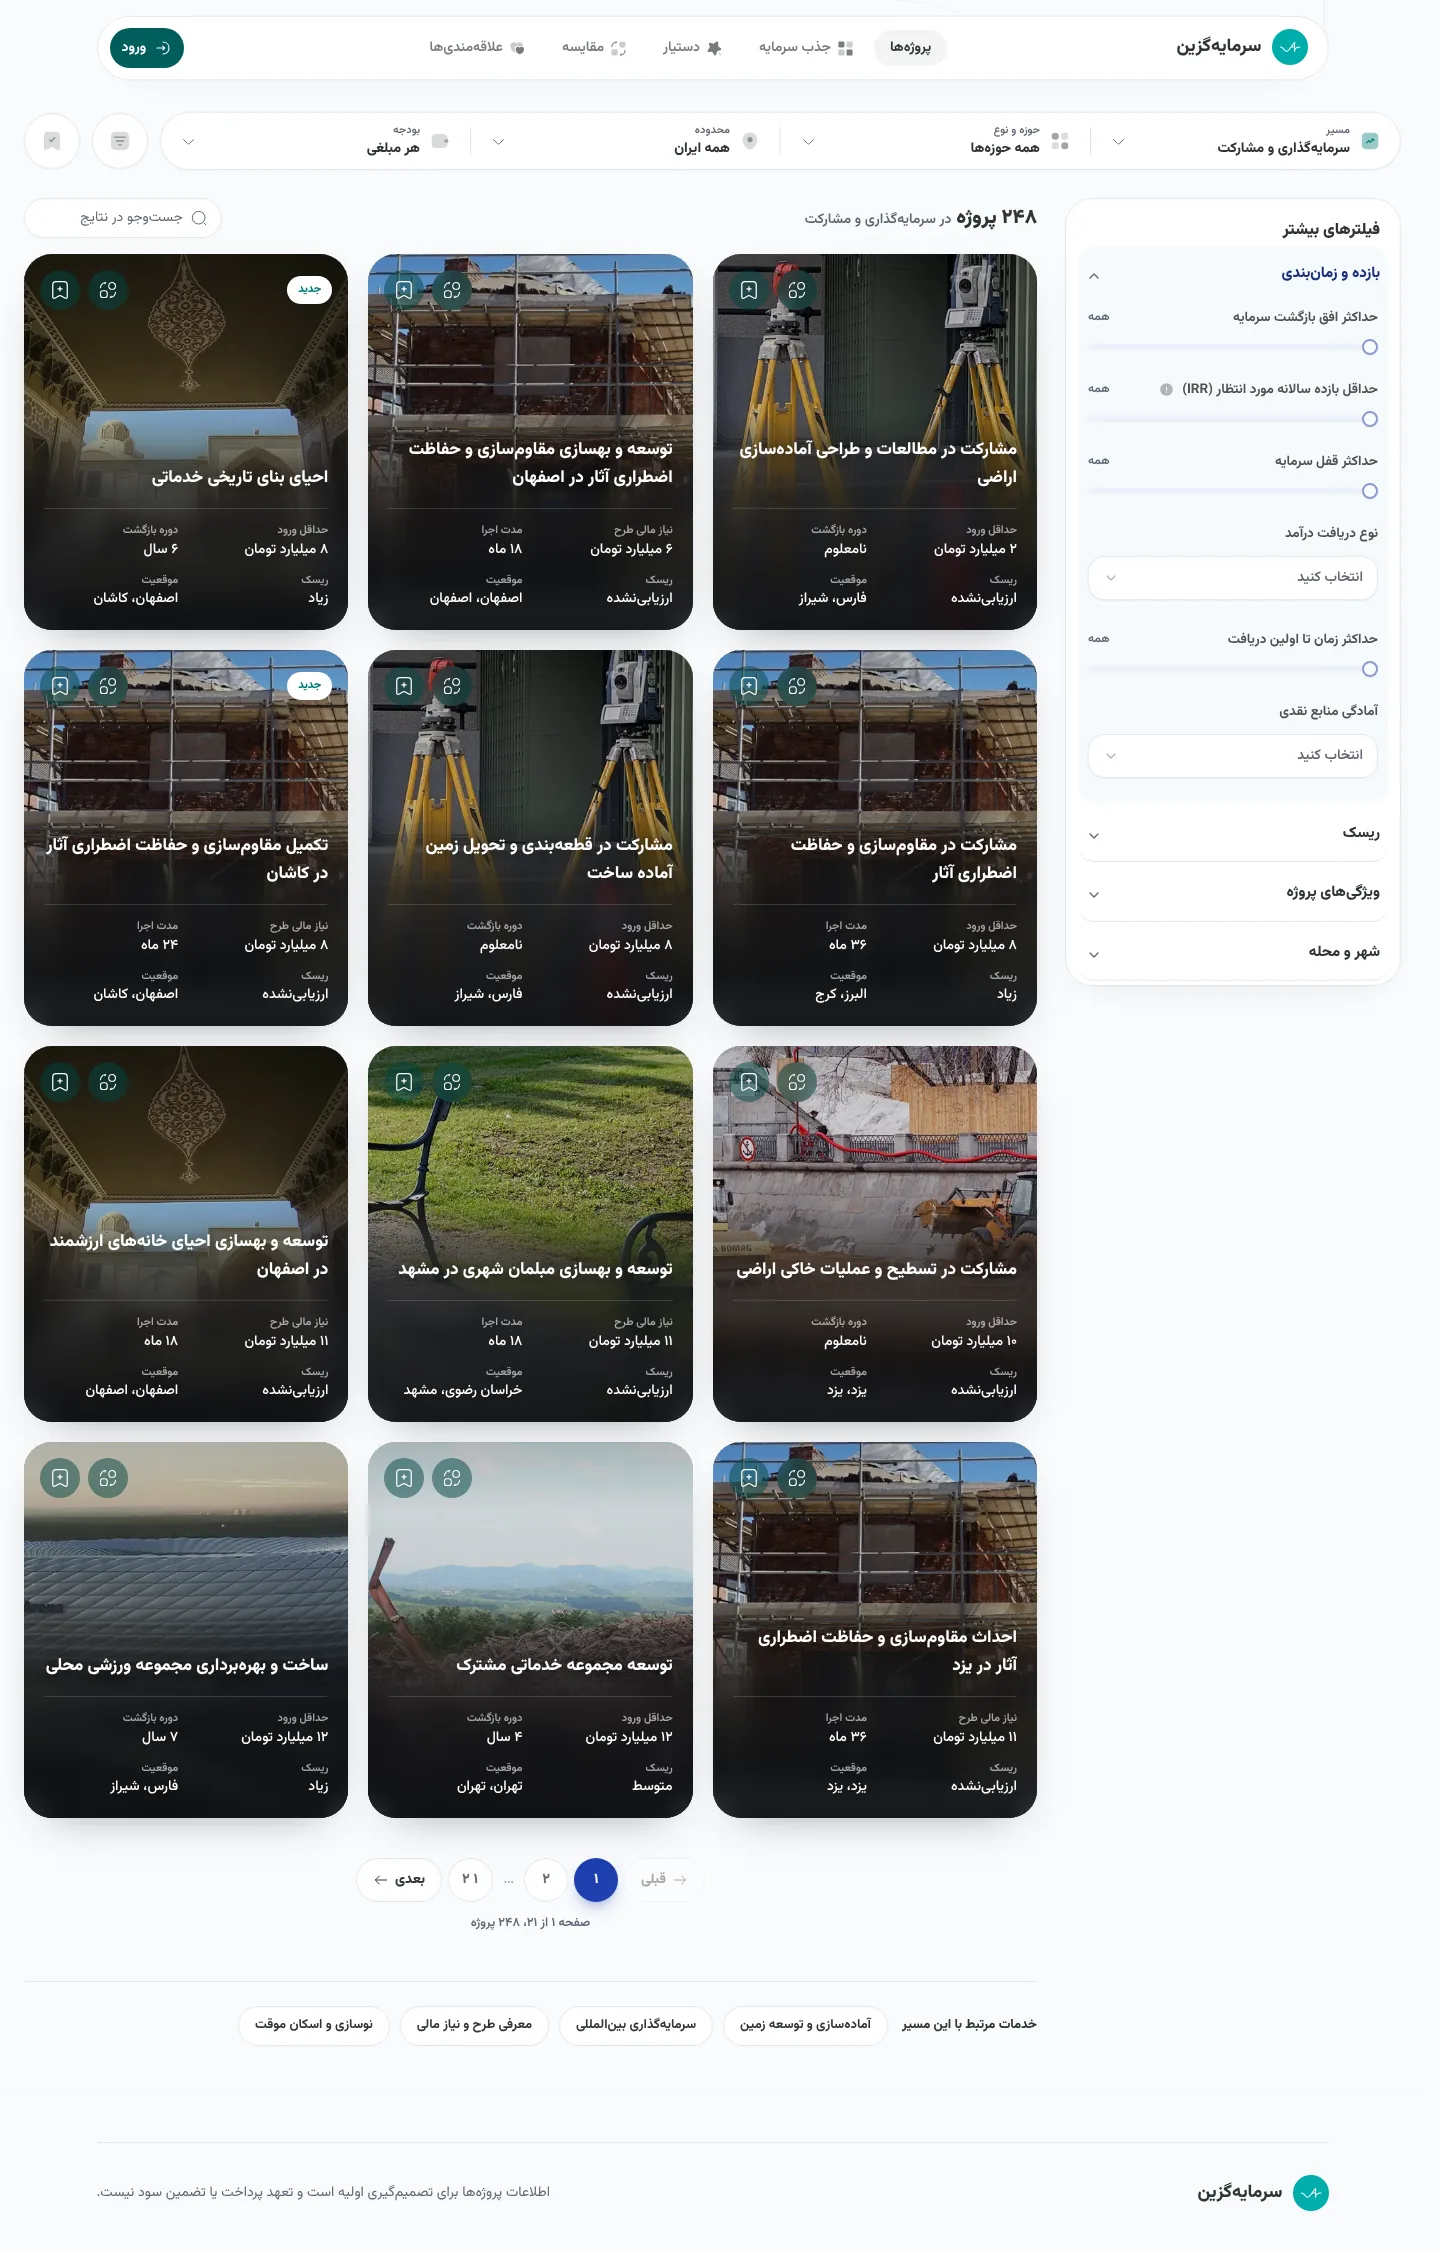 سرمایه‌گزین
پروژه‌ها
جذب سرمایه
دستیار
مقایسه
علاقه‌مندی‌ها
ورود
مسیر
سرمایه‌گذاری و مشارکت
حوزه و نوع
همه حوزه‌ها
محدوده
همه ایران
بودجه
هر مبلغی
فیلترهای بیشتر
بازده و زمان‌بندی
حداکثر افق بازگشت سرمایه
همه
حداقل بازده سالانه مورد انتظار (IRR)
همه
حداکثر قفل سرمایه
همه
نوع دریافت درآمد
انتخاب کنید
حداکثر زمان تا اولین دریافت
همه
آمادگی منابع نقدی
انتخاب کنید
ریسک
ویژگی‌های پروژه
شهر و محله
۲۴۸ پروژه در سرمایه‌گذاری و مشارکت
جست‌وجو در نتایج
مشارکت در مطالعات و طراحی آماده‌سازی
اراضی
حداقل ورود
۲ میلیارد تومان
دوره بازگشت
نامعلوم
ریسک
ارزیابی‌نشده
موقعیت
فارس، شیراز
توسعه و بهسازی مقاوم‌سازی و حفاظت
اضطراری آثار در اصفهان
نیاز مالی طرح
۶ میلیارد تومان
مدت اجرا
۱۸ ماه
ریسک
ارزیابی‌نشده
موقعیت
اصفهان، اصفهان
جدید
احیای بنای تاریخی خدماتی
حداقل ورود
۸ میلیارد تومان
دوره بازگشت
۶ سال
ریسک
زیاد
موقعیت
اصفهان، کاشان
مشارکت در مقاوم‌سازی و حفاظت
اضطراری آثار
حداقل ورود
۸ میلیارد تومان
مدت اجرا
۳۶ ماه
ریسک
زیاد
موقعیت
البرز، کرج
مشارکت در قطعه‌بندی و تحویل زمین
آماده ساخت
حداقل ورود
۸ میلیارد تومان
دوره بازگشت
نامعلوم
ریسک
ارزیابی‌نشده
موقعیت
فارس، شیراز
جدید
تکمیل مقاوم‌سازی و حفاظت اضطراری آثار
در کاشان
نیاز مالی طرح
۸ میلیارد تومان
مدت اجرا
۲۴ ماه
ریسک
ارزیابی‌نشده
موقعیت
اصفهان، کاشان
BOMAG
مشارکت در تسطیح و عملیات خاکی اراضی
حداقل ورود
۱۰ میلیارد تومان
دوره بازگشت
نامعلوم
ریسک
ارزیابی‌نشده
موقعیت
یزد، یزد
توسعه و بهسازی مبلمان شهری در مشهد
نیاز مالی طرح
۱۱ میلیارد تومان
مدت اجرا
۱۸ ماه
ریسک
ارزیابی‌نشده
موقعیت
خراسان رضوی، مشهد
توسعه و بهسازی احیای خانه‌های ارزشمند
در اصفهان
نیاز مالی طرح
۱۱ میلیارد تومان
مدت اجرا
۱۸ ماه
ریسک
ارزیابی‌نشده
موقعیت
اصفهان، اصفهان
احداث مقاوم‌سازی و حفاظت اضطراری
آثار در یزد
نیاز مالی طرح
۱۱ میلیارد تومان
مدت اجرا
۳۶ ماه
ریسک
ارزیابی‌نشده
موقعیت
یزد، یزد
توسعه مجموعه خدماتی مشترک
حداقل ورود
۱۲ میلیارد تومان
دوره بازگشت
۴ سال
ریسک
متوسط
موقعیت
تهران، تهران
Arena
ساخت و بهره‌برداری مجموعه ورزشی محلی
حداقل ورود
۱۲ میلیارد تومان
دوره بازگشت
۷ سال
ریسک
زیاد
موقعیت
فارس، شیراز
قبلی
۱
۲
…
۲۱
بعدی
صفحه ۱ از ۲۱، ۲۴۸ پروژه
خدمات مرتبط با این مسیر
آماده‌سازی و توسعه زمین
سرمایه‌گذاری بین‌المللی
معرفی طرح و نیاز مالی
نوسازی و اسکان موقت
سرمایه‌گزین
اطلاعات پروژه‌ها برای تصمیم‌گیری اولیه است و تعهد پرداخت یا تضمین سود نیست.